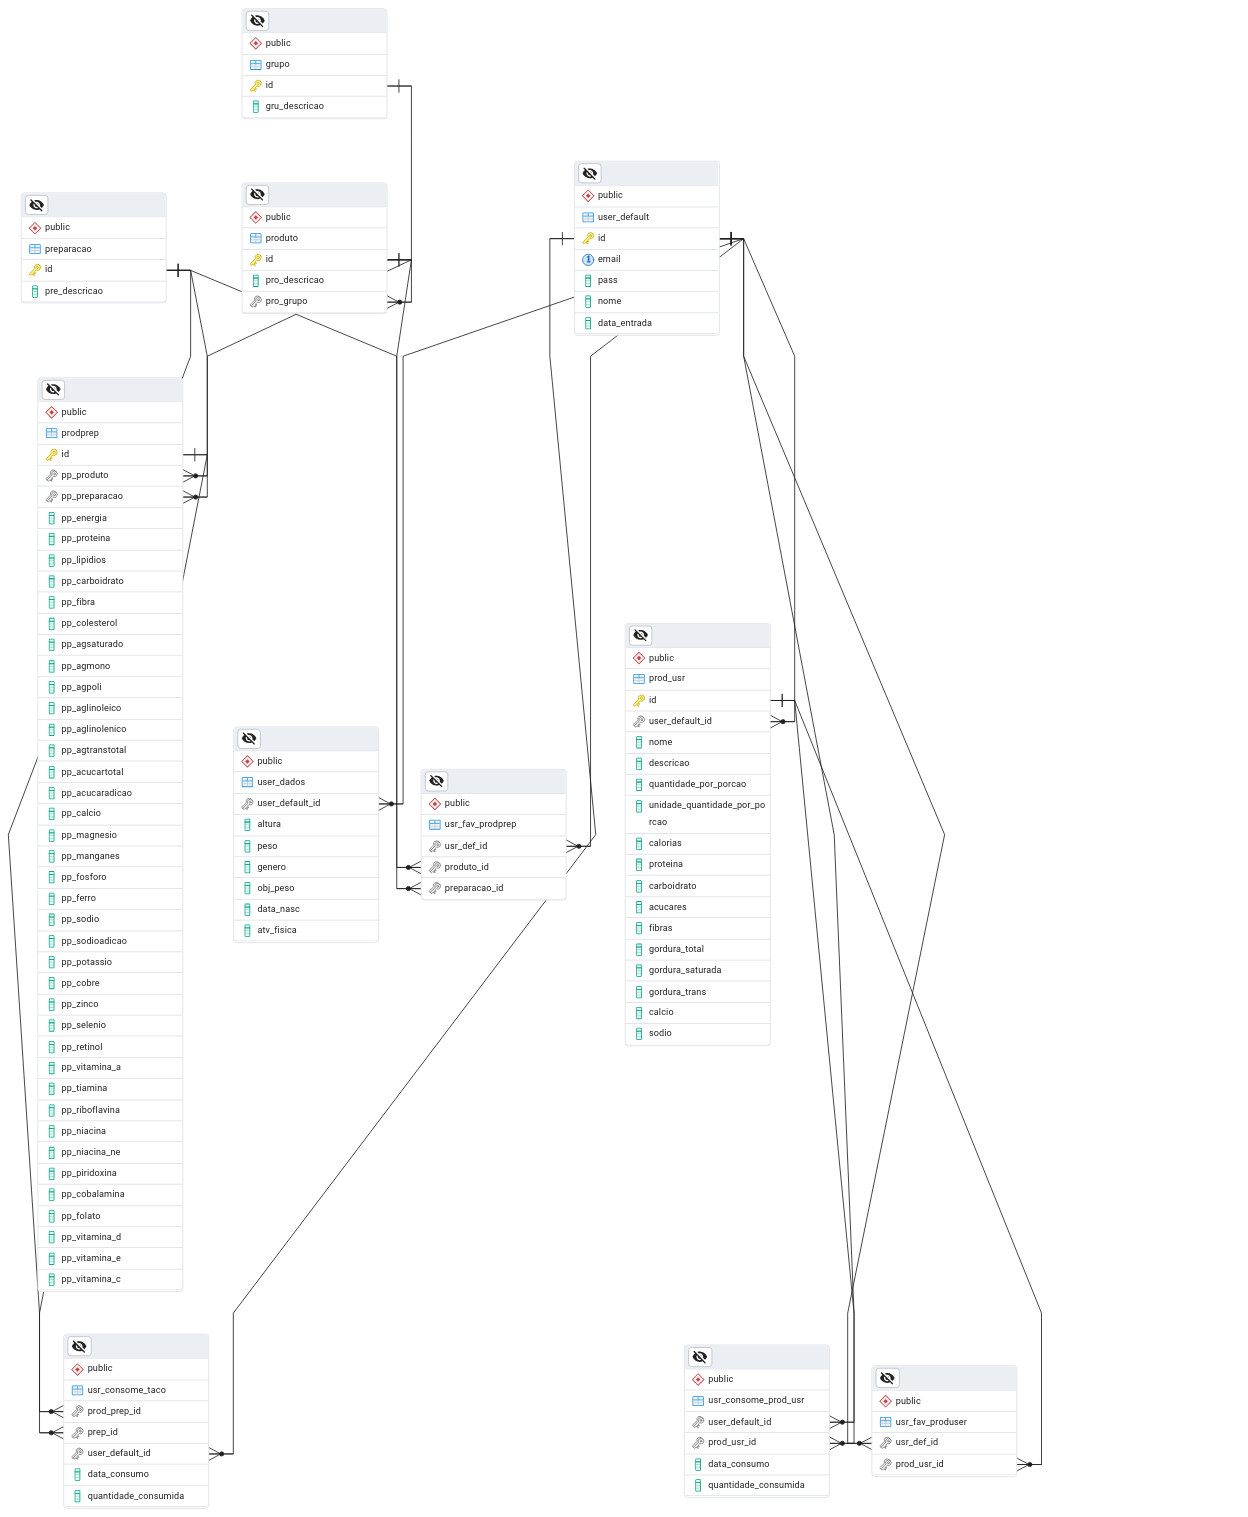 public
grupo
id
gru_descricao
public
preparacao
id
pre_descricao
public
produto
id
pro_descricao
pro_grupo
public
user_default
id
email
pass
nome
data_entrada
public
prodprep
id
pp_produto
pp_preparacao
pp_energia
pp_proteina
pp_lipidios
pp_carboidrato
pp_fibra
pp_colesterol
pp_agsaturado
pp_agmono
pp_agpoli
pp_aglinoleico
pp_aglinolenico
pp_agtranstotal
pp_acucartotal
pp_acucaradicao
pp_calcio
pp_magnesio
pp_manganes
pp_fosforo
pp_ferro
pp_sodio
pp_sodioadicao
pp_potassio
pp_cobre
pp_zinco
pp_selenio
pp_retinol
pp_vitamina_a
pp_tiamina
pp_riboflavina
pp_niacina
pp_niacina_ne
pp_piridoxina
pp_cobalamina
pp_folato
pp_vitamina_d
pp_vitamina_e
pp_vitamina_c
public
user_dados
user_default_id
altura
peso
genero
obj_peso
data_nasc
atv_fisica
public
usr_fav_prodprep
usr_def_id
produto_id
preparacao_id
public
prod_usr
id
user_default_id
nome
descricao
quantidade_por_porcao
unidade_quantidade_por_po
rcao
calorias
proteina
carboidrato
acucares
fibras
gordura_total
gordura_saturada
gordura_trans
calcio
sodio
public
usr_consome_taco
prod_prep_id
prep_id
user_default_id
data_consumo
quantidade_consumida
public
usr_consome_prod_usr
user_default_id
prod_usr_id
data_consumo
quantidade_consumida
public
usr_fav_produser
usr_def_id
prod_usr_id